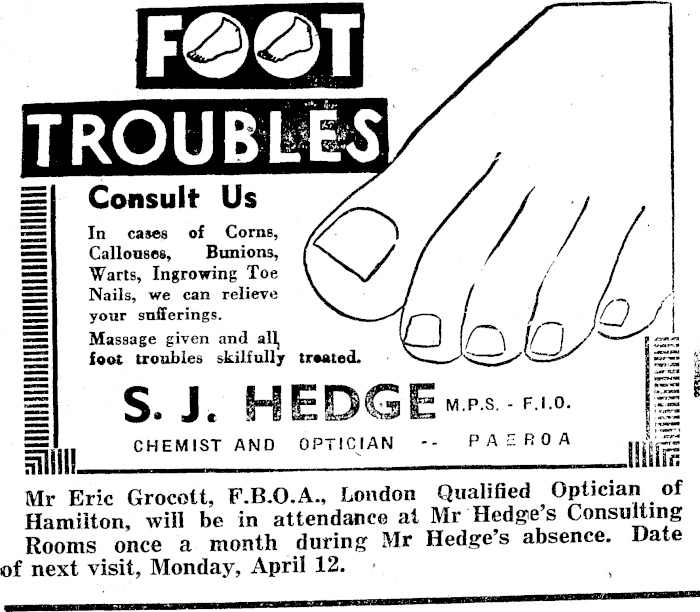 FOOT
TROUBLES
Consult Us
In cases of Corns,
Callouses, Bunions,
Warts, Ingrowing Toe
Nails, we can relieve
your sufferings.
Massage given and all
foot troubles skilfully treated.
S. J. HEDGE M.P.S. - F.I.O.
CHEMIST AND OPTICIAN -- PAEROA
Mr Eric Grocott, F.B.O.A., London Qualified Optician of
Hamilton, will be in attendance at Mr Hedge's Consulting
Rooms once a month during Mr Hedge's absence. Date
of next visit, Monday, April 12.